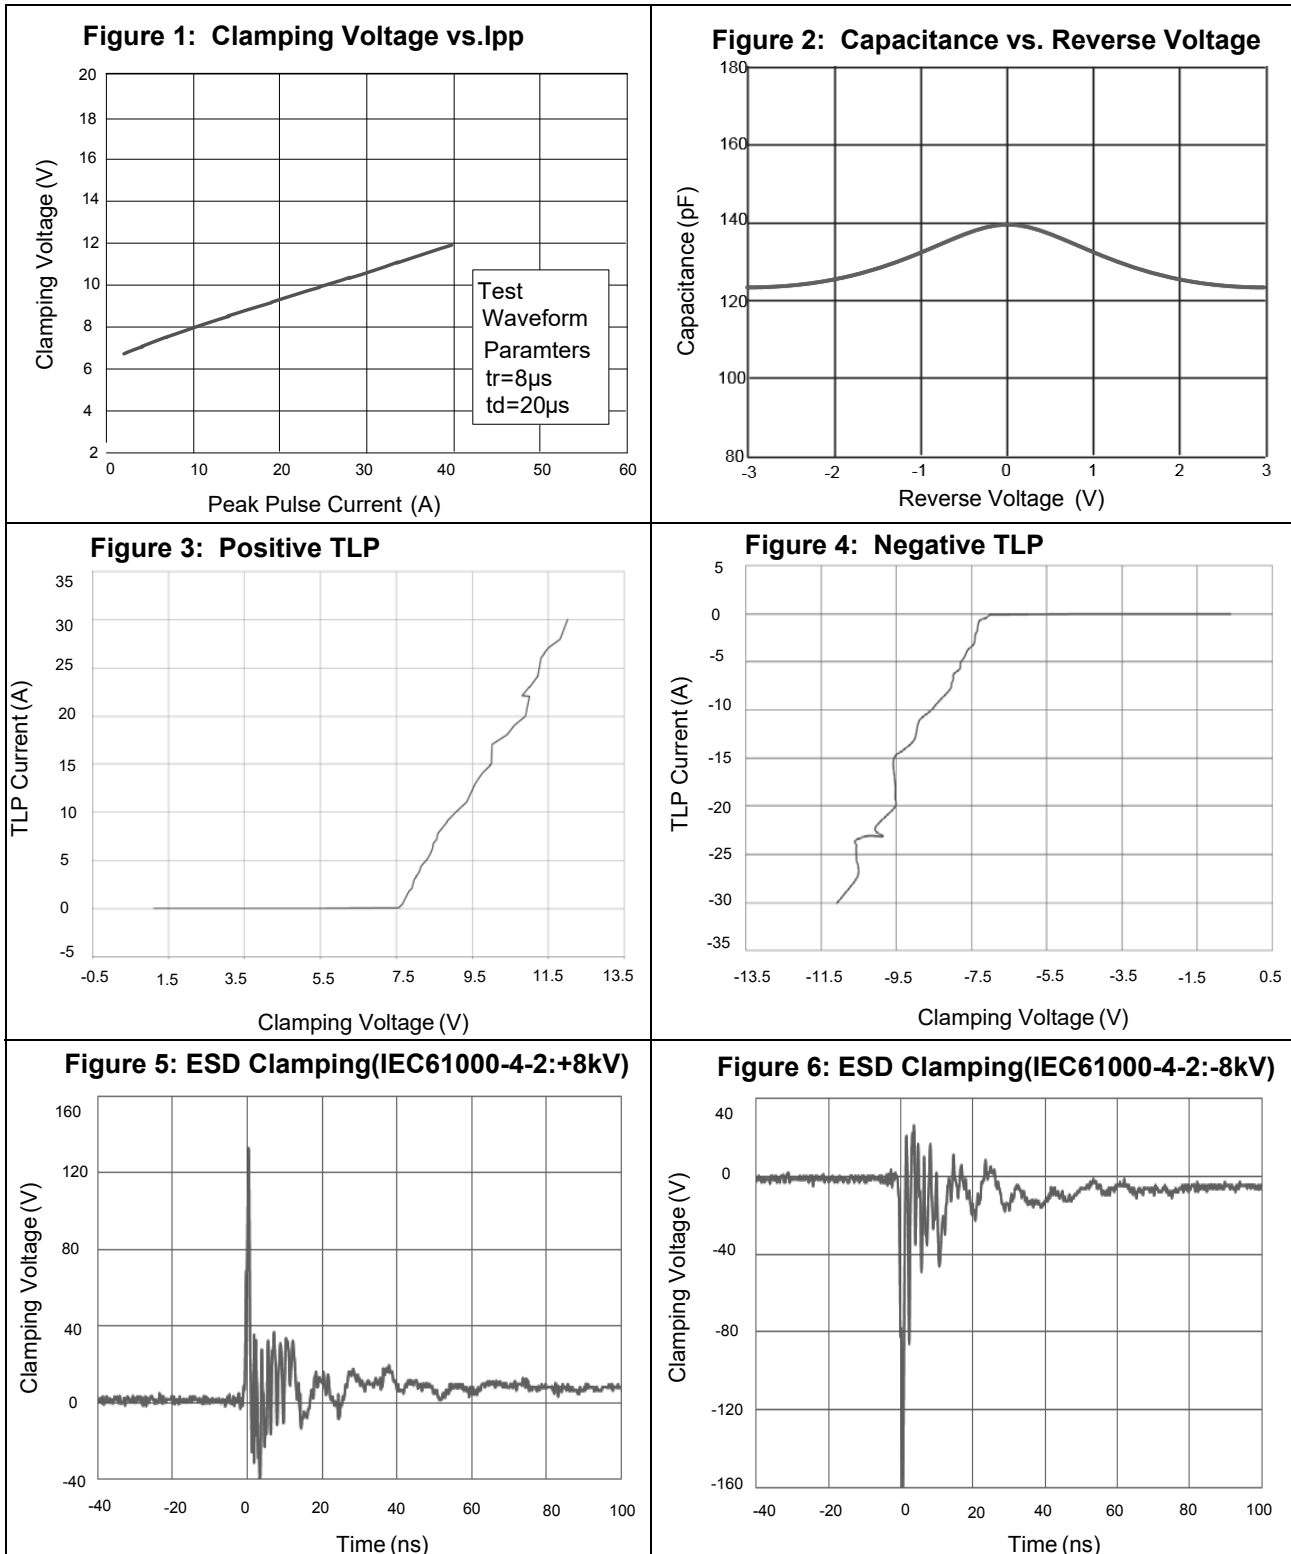 Figure 1: Clamping Voltage vs.Ipp
Clamping Voltage (V)
20
18
16
14
12
10
8
6
4
2
Test
Waveform
Paramters
tr=8µs
td=20µs
0 10 20 30 40 50 60
Peak Pulse Current (A)
Figure 2: Capacitance vs. Reverse Voltage
Capacitance (pF)
180
160
140
120
100
80
-3 -2 -1 0 1 2 3
Reverse Voltage (V)
Figure 3: Positive TLP
TLP Current (A)
35
30
25
20
15
10
5
0
-5
-0.5 1.5 3.5 5.5 7.5 9.5 11.5 13.5
Clamping Voltage (V)
Figure 4: Negative TLP
TLP Current (A)
5
0
-5
-10
-15
-20
-25
-30
-35
-13.5 -11.5 -9.5 -7.5 -5.5 -3.5 -1.5 0.5
Clamping Voltage (V)
Figure 5: ESD Clamping(IEC61000-4-2:+8kV)
Clamping Voltage (V)
160
120
80
40
0
-40
-40 -20 0 20 40 60 80 100
Time (ns)
Figure 6: ESD Clamping(IEC61000-4-2:-8kV)
Clamping Voltage (V)
40
0
-40
-80
-120
-160
-40 -20 0 20 40 60 80 100
Time (ns)